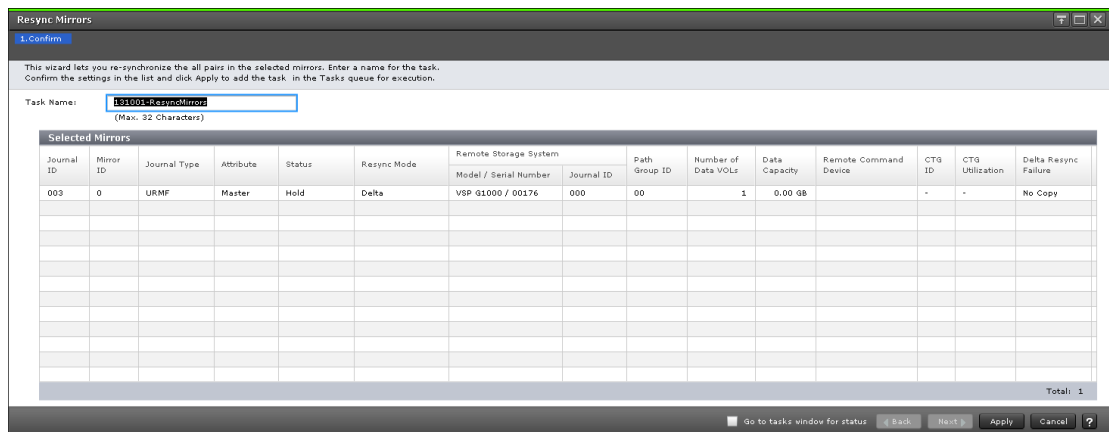 Resync Mirrors
1.Confirm
This wizard lets you re-synchronize the all pairs in the selected mirrors. Enter a name for the task.
Confirm the settings in the list and click Apply to add the task in the Tasks queue for execution.
Task Name: 131001-ResyncMirrors
(Max. 32 Characters)
Selected Mirrors
Journal ID Mirror ID Journal Type Attribute Status Resync Mode Remote Storage System Path Group ID Number of Data VOLs Data Capacity Remote Command Device CTG ID CTG Utilization Delta Resync Failure
Model / Serial Number Journal ID
003 0 URMF Master Hold Delta VSP G1000 / 00176 000 00 1 0.00 GB - - No Copy
Total: 1
Go to tasks window for status Back Next Apply Cancel ?